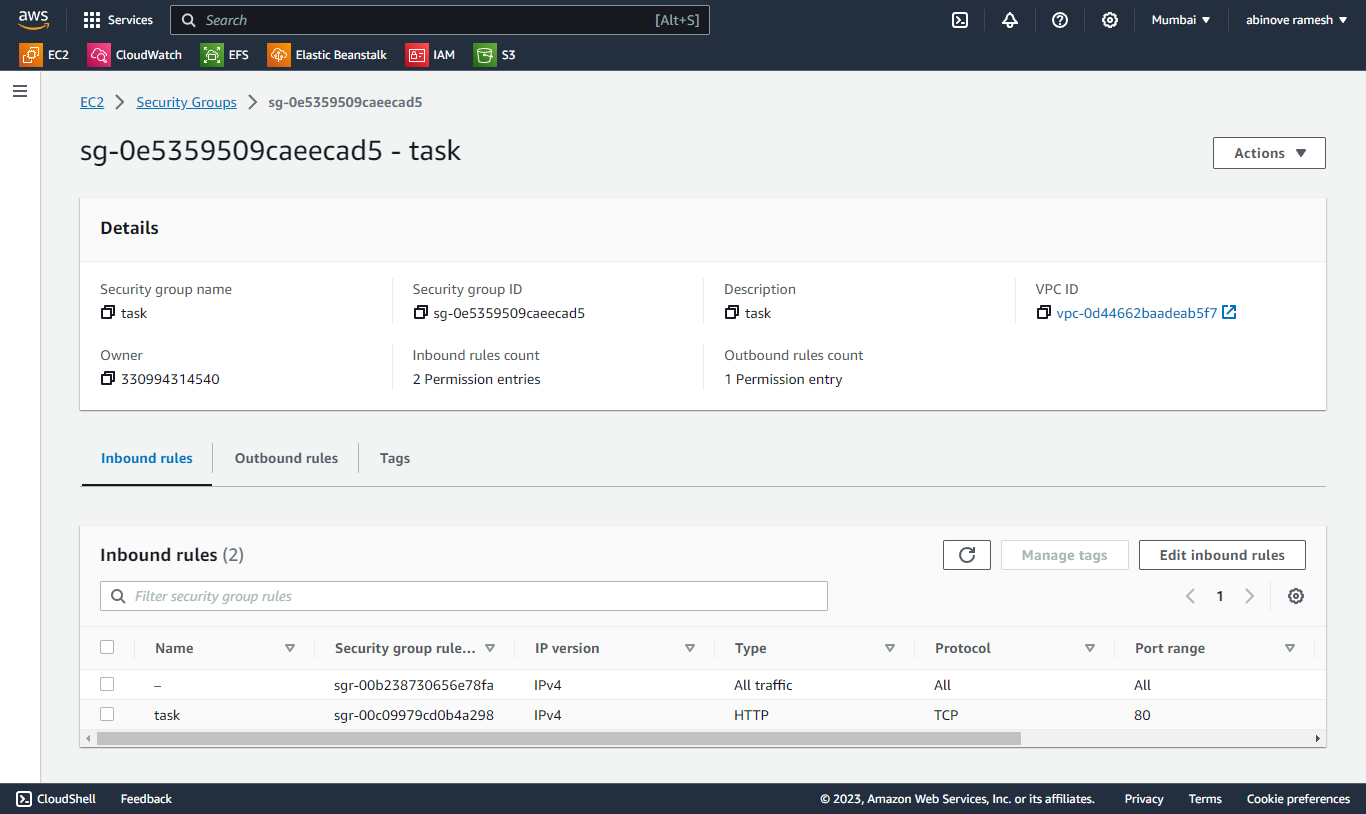 aws Services Search [Alt+S] Mumbai ▼ abinove ramesh ▼
EC2 CloudWatch EFS Elastic Beanstalk IAM S3
EC2 > Security Groups > sg-0e5359509caeecad5
sg-0e5359509caeecad5 - task
Actions ▼
Details
Security group name Security group ID Description VPC ID
task sg-0e5359509caeecad5 task vpc-0d44662baadeab5f7
Owner Inbound rules count Outbound rules count
330994314540 2 Permission entries 1 Permission entry
Inbound rules Outbound rules Tags
Inbound rules (2) Manage tags Edit inbound rules
Filter security group rules 1
Name Security group rule... IP version Type Protocol Port range
– sgr-00b238730656e78fa IPv4 All traffic All All
task sgr-00c09979cd0b4a298 IPv4 HTTP TCP 80
CloudShell Feedback © 2023, Amazon Web Services, Inc. or its affiliates. Privacy Terms Cookie preferences